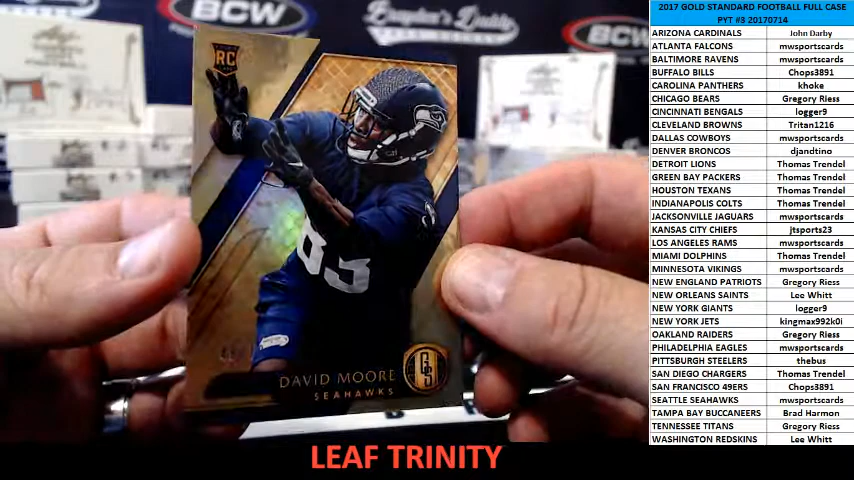 2017 GOLD STANDARD FOOTBALL FULL CASE
PYT #3 20170714
ARIZONA CARDINALS John Darby
ATLANTA FALCONS mwsportscards
BALTIMORE RAVENS mwsportscards
BUFFALO BILLS Chops3891
CAROLINA PANTHERS khoke
CHICAGO BEARS Gregory Riess
CINCINNATI BENGALS logger9
CLEVELAND BROWNS Tritan1216
DALLAS COWBOYS mwsportscards
DENVER BRONCOS djandtino
DETROIT LIONS Thomas Trendel
GREEN BAY PACKERS Thomas Trendel
HOUSTON TEXANS Thomas Trendel
INDIANAPOLIS COLTS Thomas Trendel
JACKSONVILLE JAGUARS mwsportscards
KANSAS CITY CHIEFS jtsports23
LOS ANGELES RAMS mwsportscards
MIAMI DOLPHINS Thomas Trendel
MINNESOTA VIKINGS mwsportscards
NEW ENGLAND PATRIOTS Gregory Riess
NEW ORLEANS SAINTS Lee Whitt
NEW YORK GIANTS logger9
NEW YORK JETS kingmax992k0i
OAKLAND RAIDERS Gregory Riess
PHILADELPHIA EAGLES mwsportscards
PITTSBURGH STEELERS thebus
SAN DIEGO CHARGERS Thomas Trendel
SAN FRANCISCO 49ERS Chops3891
SEATTLE SEAHAWKS mwsportscards
TAMPA BAY BUCCANEERS Brad Harmon
TENNESSEE TITANS Gregory Riess
WASHINGTON REDSKINS Lee Whitt
BCW
BCW
RC
83
DAVID MOORE
SEAHAWKS
GS
LEAF TRINITY